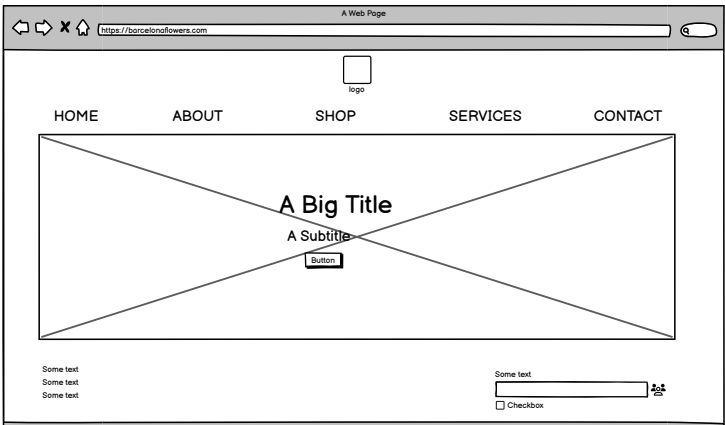 A Web Page
https://barcelonaflowers.com
logo
HOME ABOUT SHOP SERVICES CONTACT
A Big Title
A Subtitle
Button
Some text
Some text
Some text
Some text
Checkbox